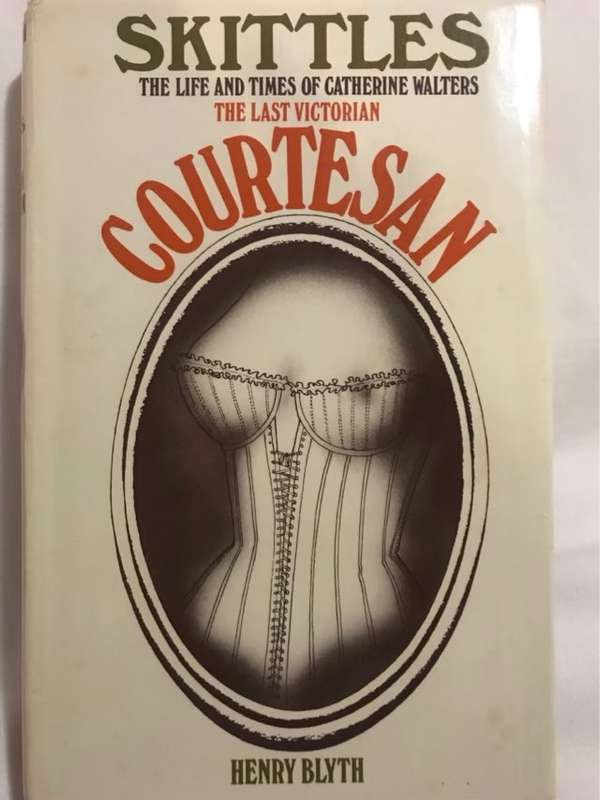 SKITTLES
THE LIFE AND TIMES OF CATHERINE WALTERS
THE LAST VICTORIAN
COURTESAN
HENRY BLYTH